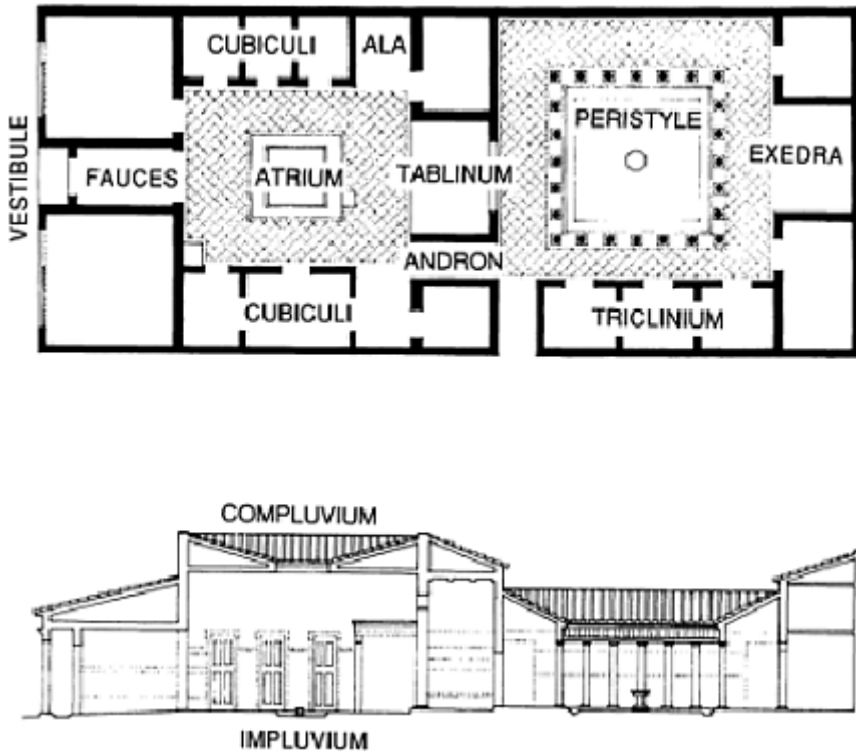 CUBICULI
ALA
VESTIBULE
FAUCES
ATRIUM
TABLINUM
PERISTYLE
EXEDRA
ANDRON
CUBICULI
TRICLINIUM
COMPLUVIUM
IMPLUVIUM